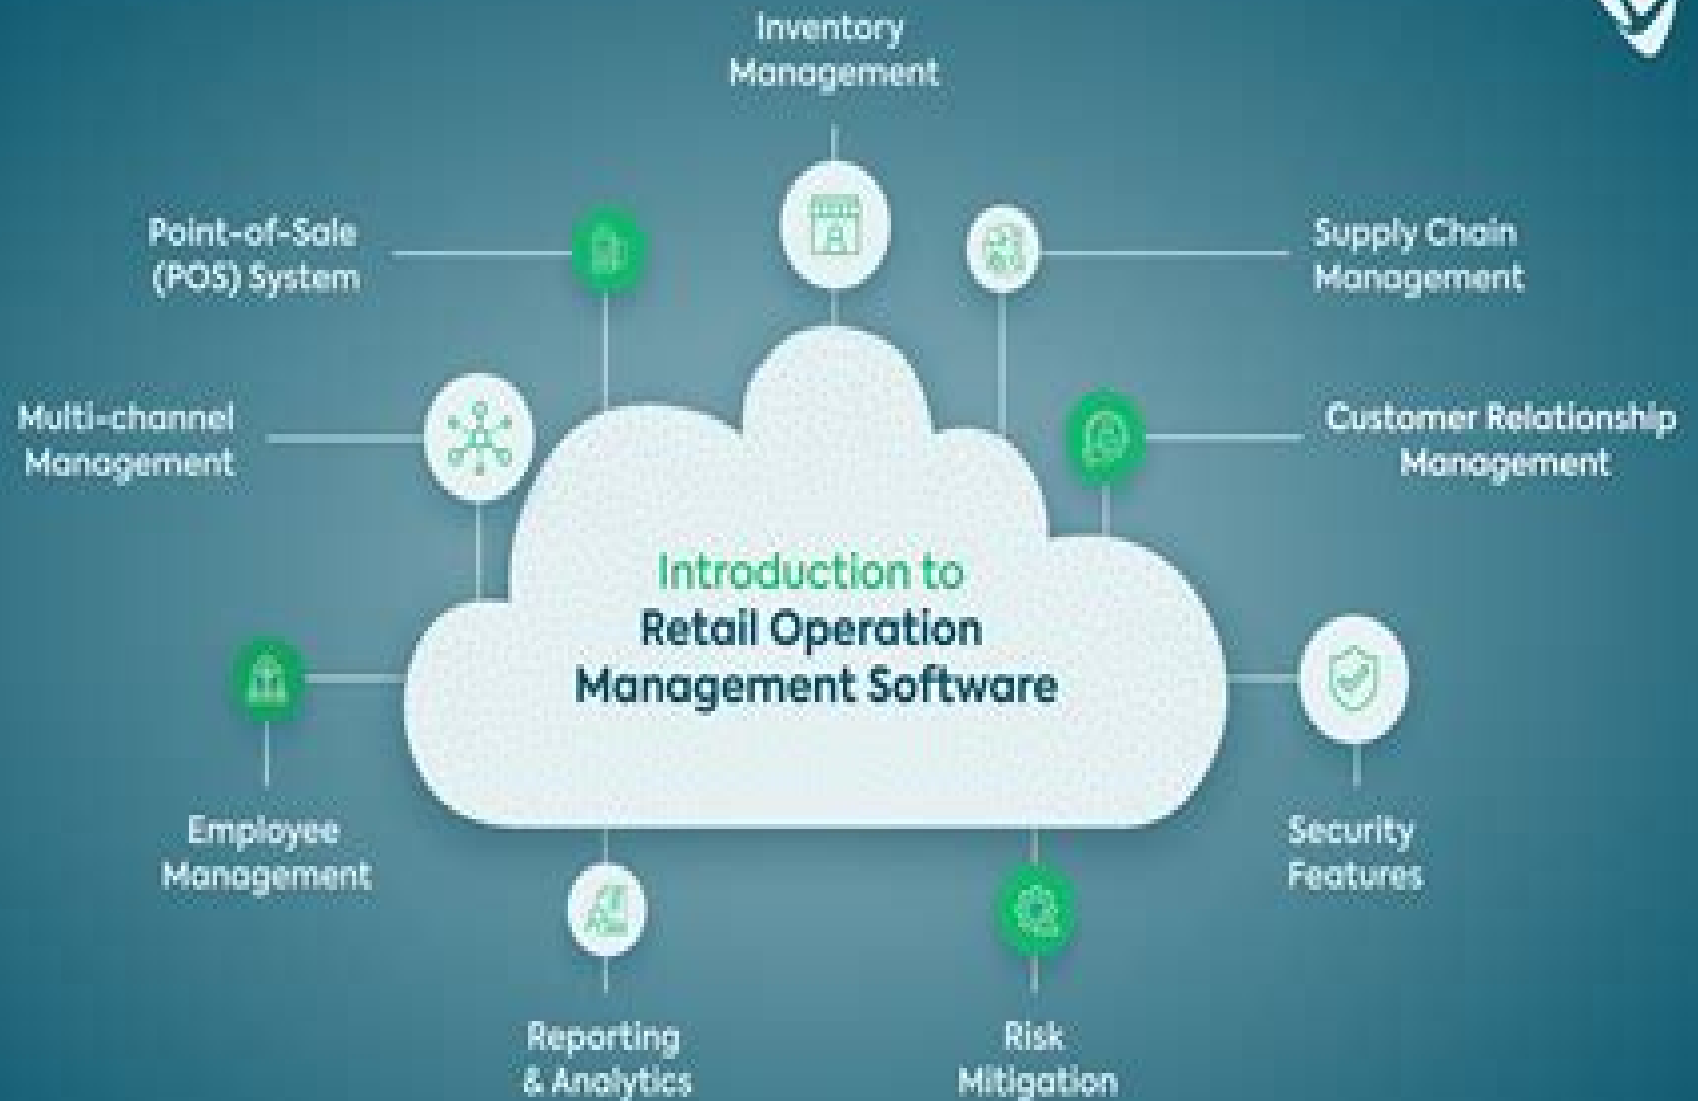 Inventory
Management
Point-of-Sale
(POS) System
Supply Chain
Management
Multi-channel
Management
Customer Relationship
Management
Introduction to
Retail Operation
Management Software
Employee
Management
Security
Features
Reporting
& Analytics
Risk
Mitigation